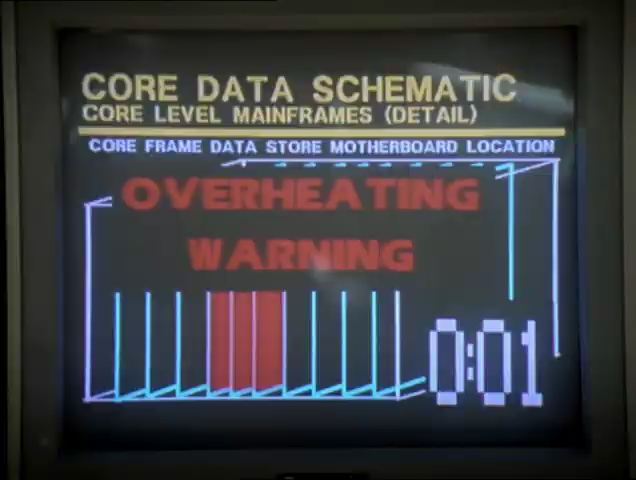 CORE DATA SCHEMATIC
CORE LEVEL MAINFRAMES (DETAIL)
CORE FRAME DATA STORE MOTHERBOARD LOCATION
OVERHEATING
WARNING
0:01